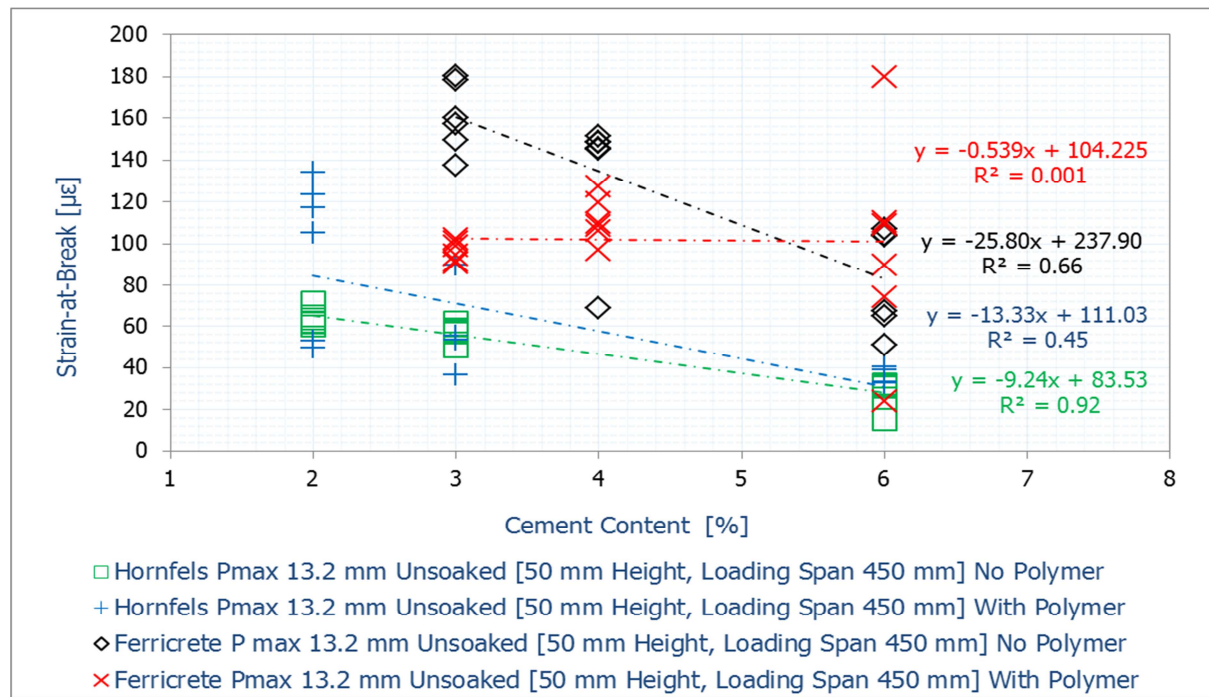 200
180
160
140
120
100
80
60
40
20
0
Strain-at-Break [με]
y = -0.539x + 104.225
R² = 0.001
y = -25.80x + 237.90
R² = 0.66
y = -13.33x + 111.03
R² = 0.45
y = -9.24x + 83.53
R² = 0.92
1 2 3 4 5 6 7 8
Cement Content [%]
Hornfels Pmax 13.2 mm Unsoaked [50 mm Height, Loading Span 450 mm] No Polymer
Hornfels Pmax 13.2 mm Unsoaked [50 mm Height, Loading Span 450 mm] With Polymer
Ferricrete P max 13.2 mm Unsoaked [50 mm Height, Loading Span 450 mm] No Polymer
Ferricrete Pmax 13.2 mm Unsoaked [50 mm Height, Loading Span 450 mm] With Polymer